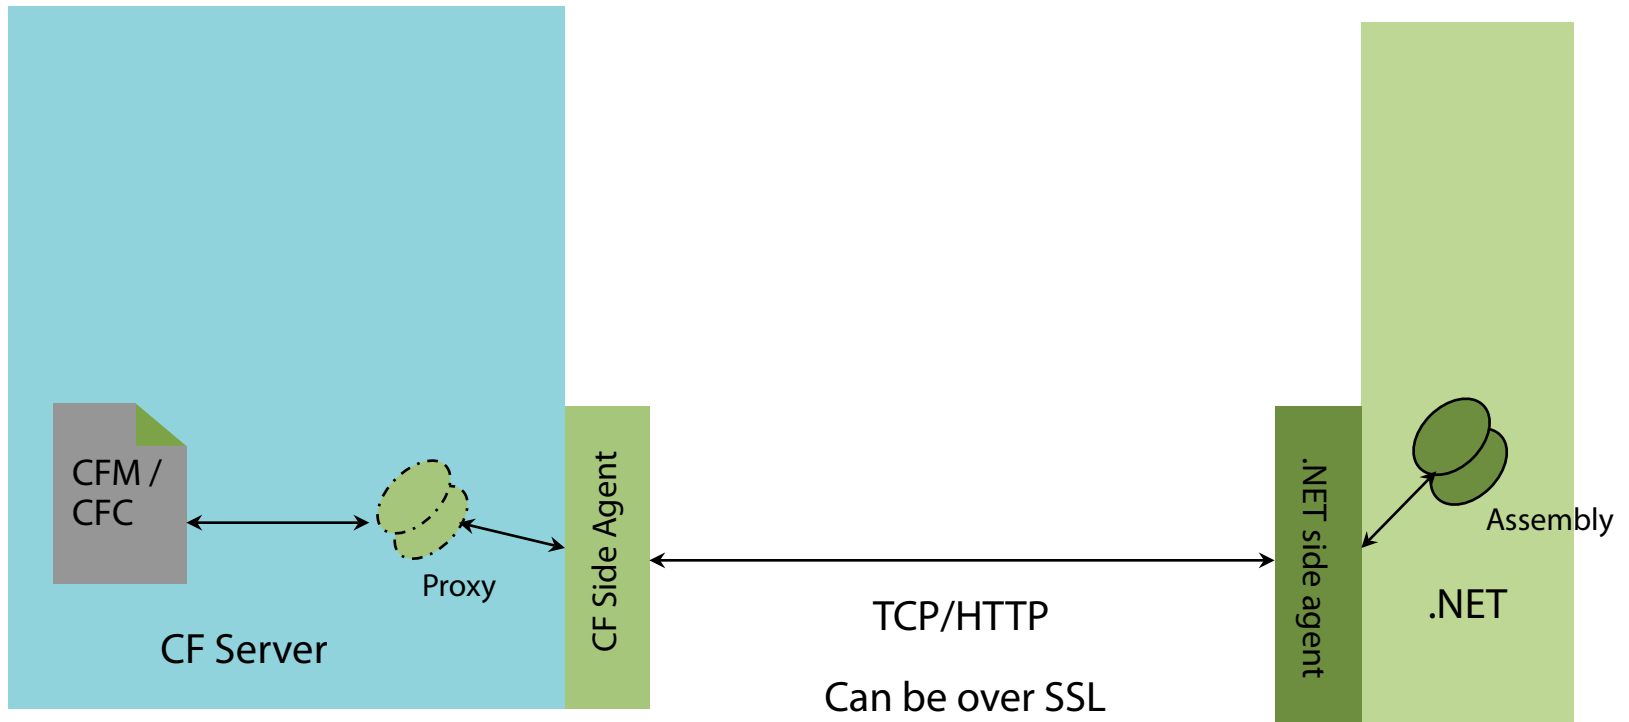 CFM /
CFC
Proxy
CF Server
CF Side Agent
TCP/HTTP
Can be over SSL
.NET side agent
Assembly
.NET